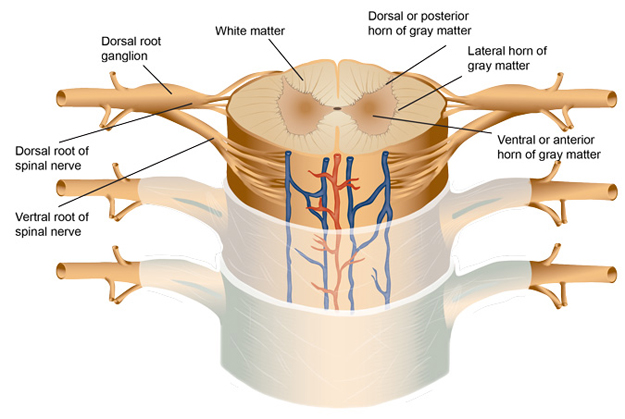 Dorsal root
ganglion
White matter
Dorsal or posterior
horn of gray matter
Lateral horn of
gray matter
Ventral or anterior
horn of gray matter
Dorsal root of
spinal nerve
Vertral root of
spinal nerve